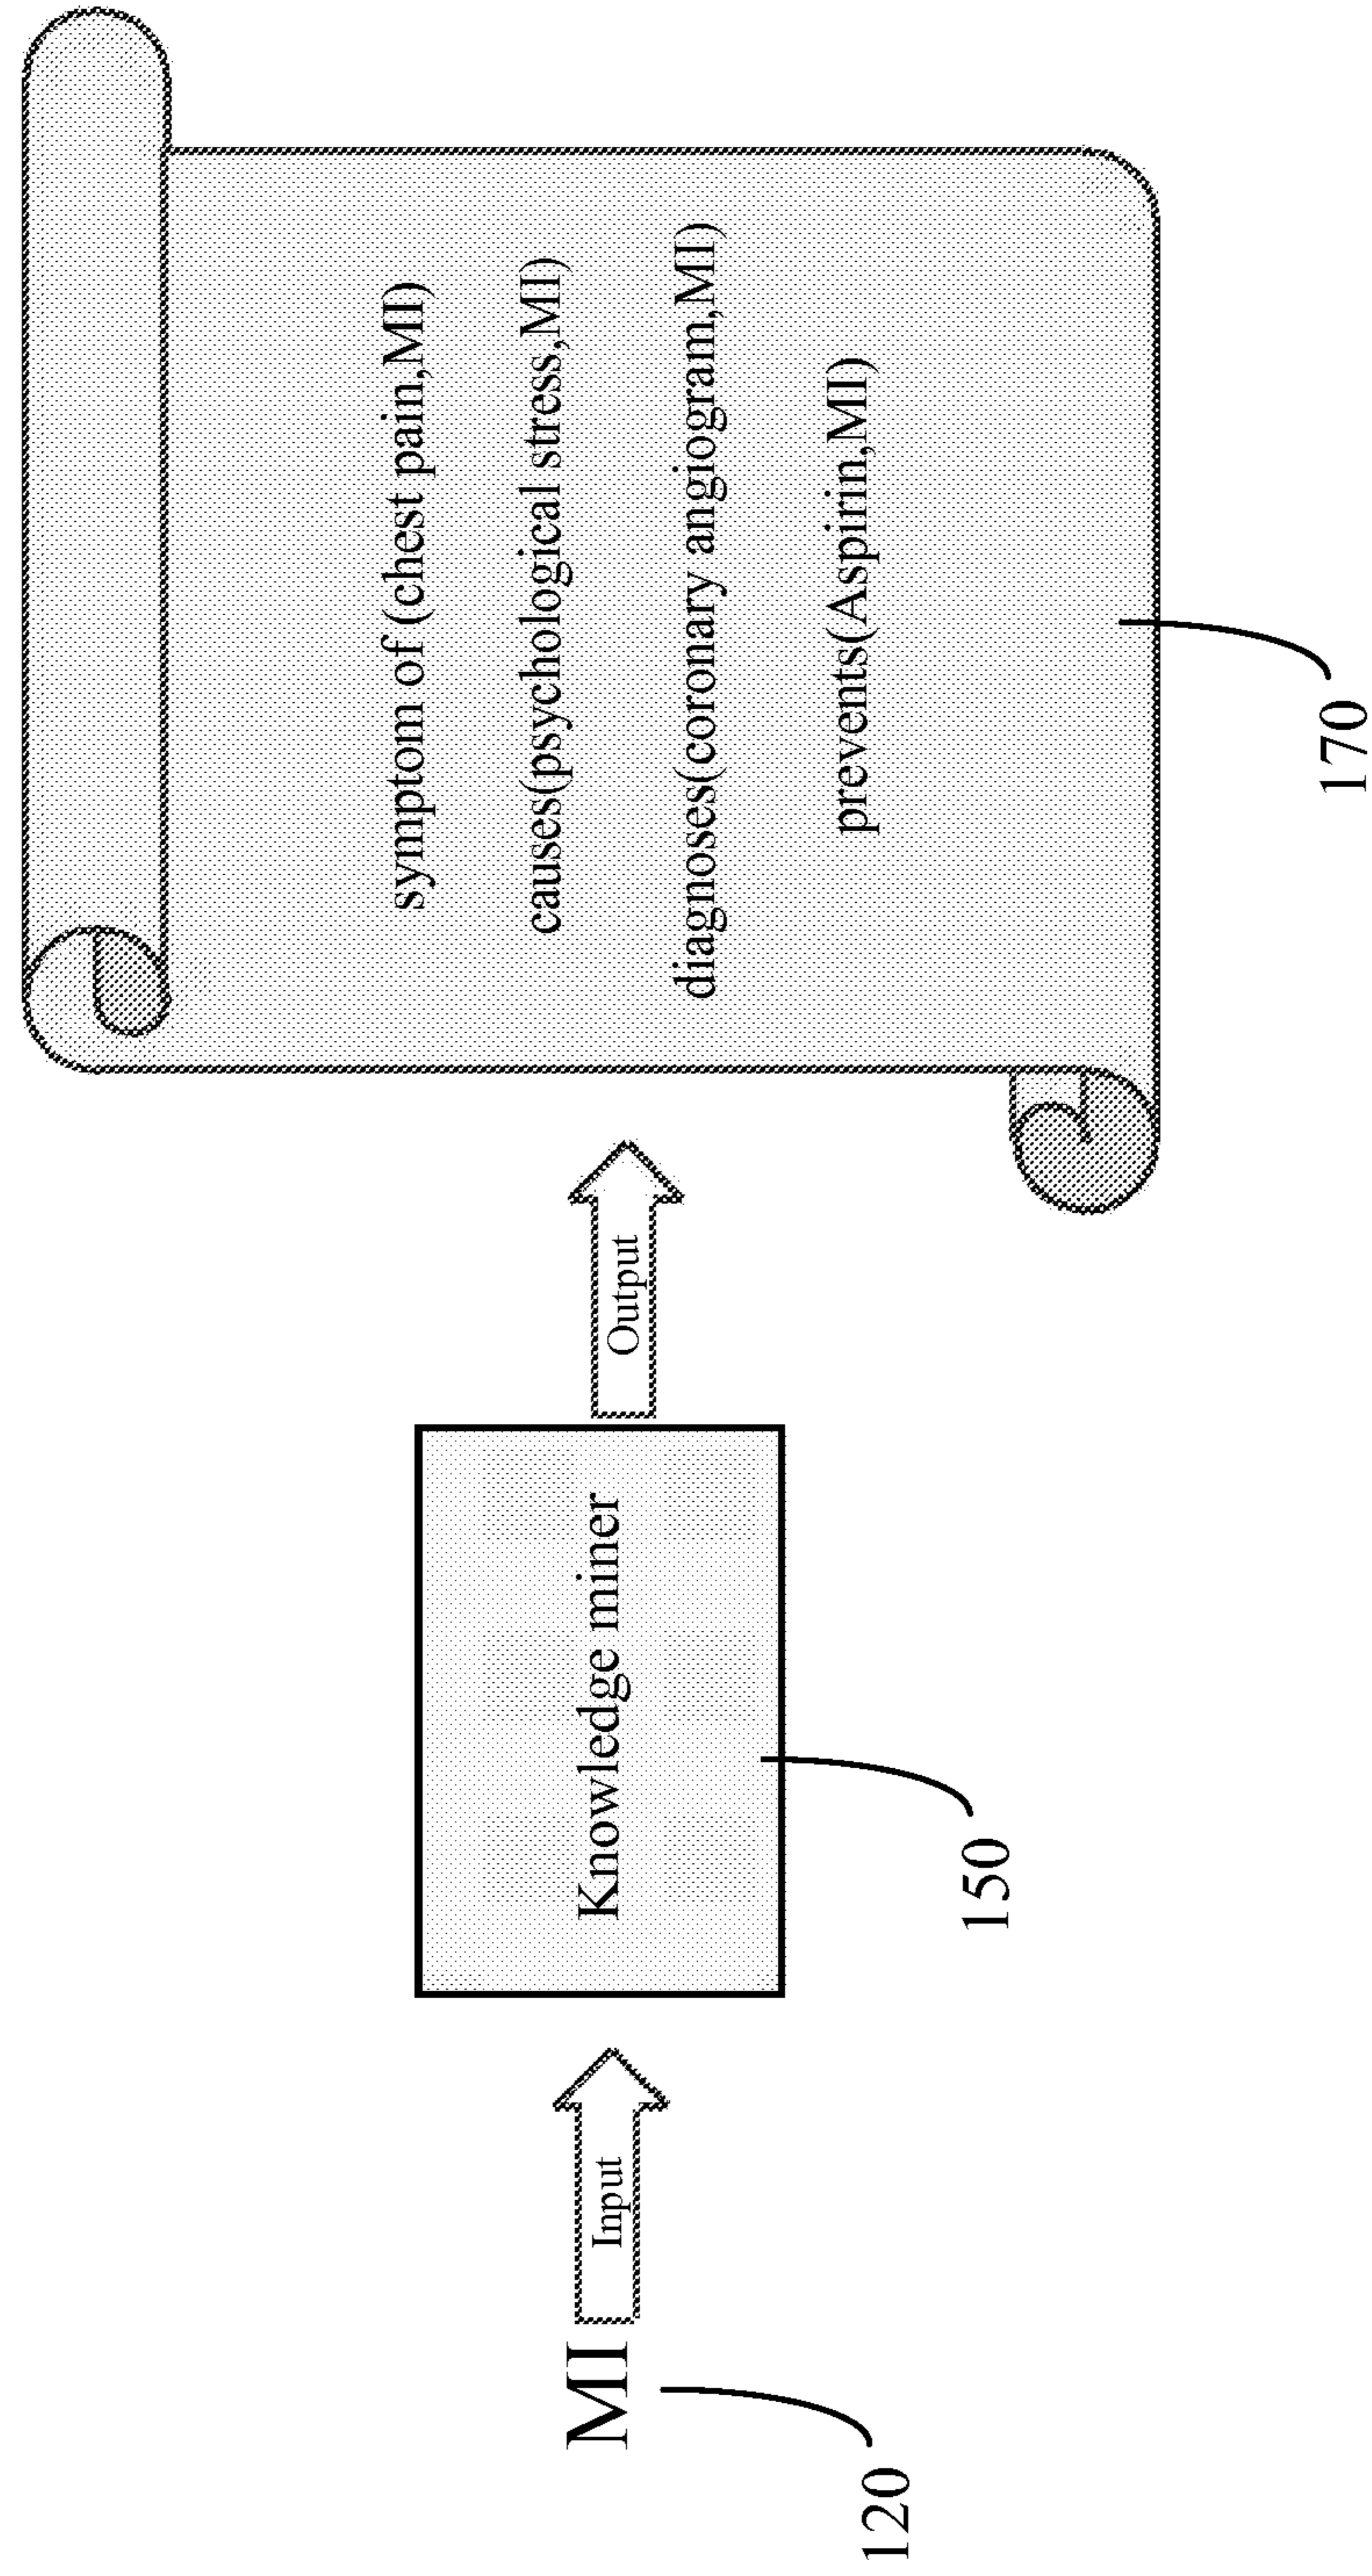 MI
120
Input
Knowledge miner
150
Output
symptom of (chest pain,MI)
causes(psychological stress,MI)
diagnoses(coronary angiogram,MI)
prevents(Aspirin,MI)
170